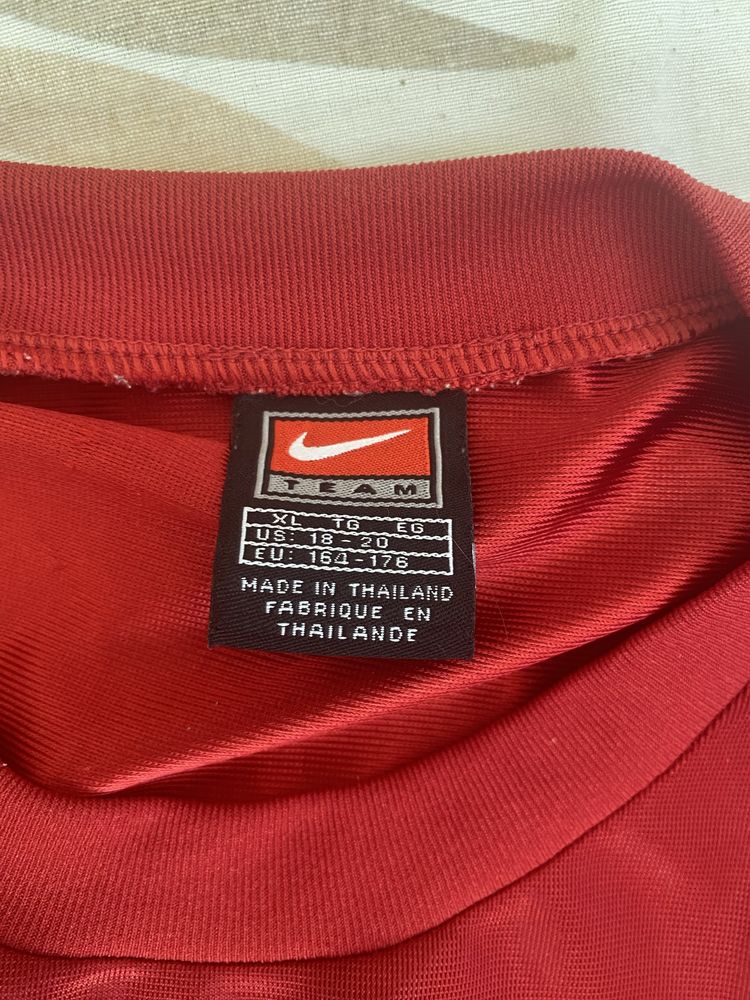 TEAM
XL TG EG
US: 18 - 20
EU: 164-176
MADE IN THAILAND
FABRIQUE EN
THAILANDE